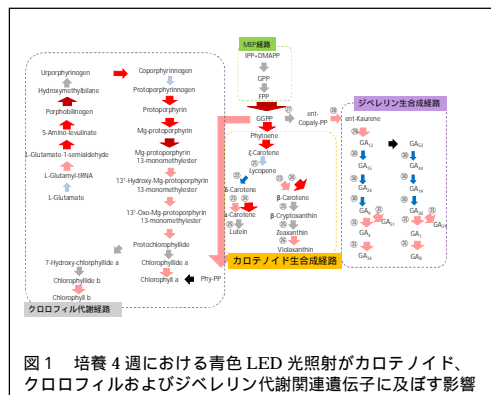 MEP経路
IPP+DMAPP
GPP
FPP
GGPP
㉗
ent-
Copaly-PP
㉘
ent-Kaurene
ジベレリン生合成経路
Uroporphyrinogen
Hydroxymethylbilane
Porphobilinogen
5-Amino-levulinate
L-Glutamate-1-semialdehyde
L-Glutamyl-tRNA
L-Glutamate
Coporphyrinnogen
Protoporphyrinnogen
Protoporphyrin
Mg-protoporphyrin
Mg-protoporphyrin
13-monomethylester
13¹-Hydroxy-Mg-protoporphyrin
13-monomethylester
13¹-Oxo-Mg-protoporphyrin
13-monomethylester
Protochlorophyllide
7-Hydroxy-chlorphyllide a
Chlorophyllide a
Chlorophyllide b
Chlorophyll a
Phy-PP
Chlorophyll b
クロロフィル代謝経路
Phytoene
ζ-Carotene
Lycopene
δ-Carotene
β-Carotene
α-Carotene
β-Cryptoxanthin
Lutein
Zeaxanthin
Violaxanthin
カロテノイド生合成経路
GA₁₂
GA₅₃
GA₁₅
GA₄₄
GA₂₄
GA₁₉
GA₉
GA₂₀
GA₅₁
GA₄
GA₁
GA₃₄
GA₈
図1 培養4週における青色LED光照射がカロテノイド、
クロロフィルおよびジベレリン代謝関連遺伝子に及ぼす影響